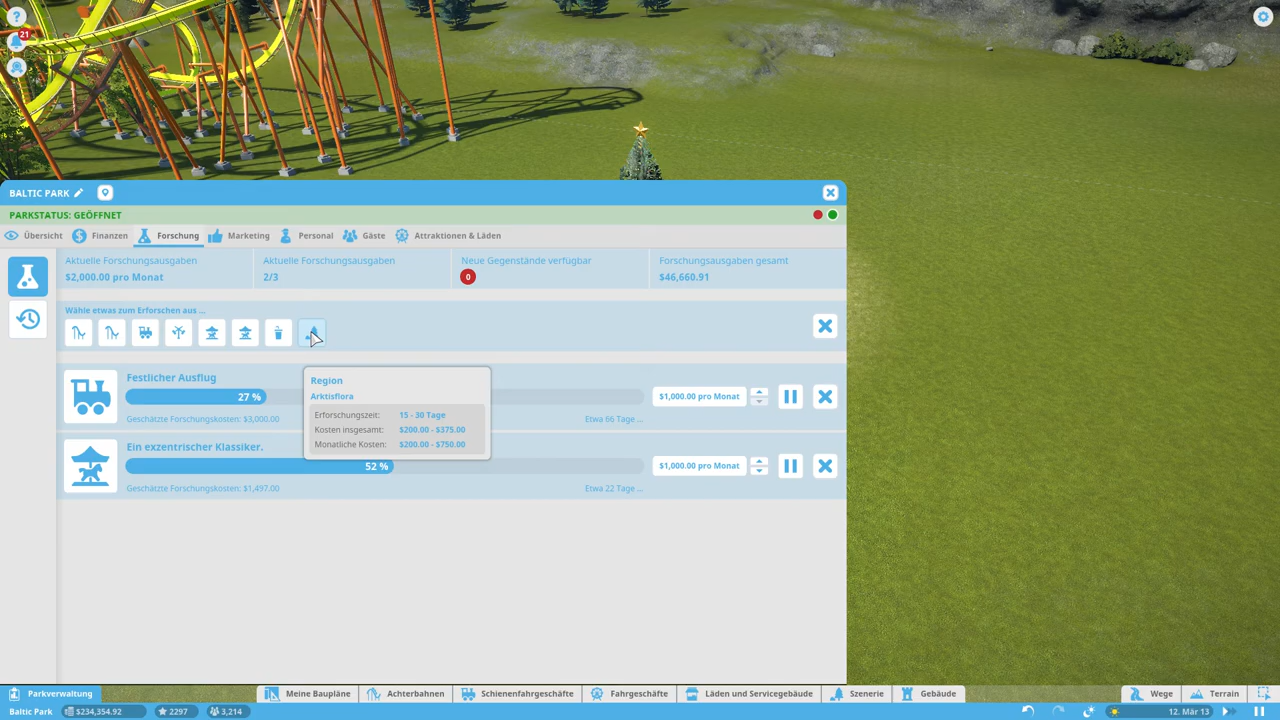 ?
21
BALTIC PARK
PARKSTATUS: GEÖFFNET
Übersicht
Finanzen
Forschung
Marketing
Personal
Gäste
Attraktionen & Läden
Aktuelle Forschungsausgaben
$2,000.00 pro Monat
Aktuelle Forschungsausgaben
2/3
Neue Gegenstände verfügbar
0
Forschungsausgaben gesamt
$46,660.91
Wähle etwas zum Erforschen aus ...
Festlicher Ausflug
27 %
Geschätzte Forschungskosten: $3,000.00
Etwa 66 Tage ...
$1,000.00 pro Monat
Region
Arktisflora
Erforschungszeit: 15 - 30 Tage
Kosten insgesamt: $200.00 - $375.00
Monatliche Kosten: $200.00 - $750.00
Ein exzentrischer Klassiker.
52 %
Geschätzte Forschungskosten: $1,497.00
Etwa 22 Tage ...
$1,000.00 pro Monat
Parkverwaltung
Meine Baupläne
Achterbahnen
Schienenfahrgeschäfte
Fahrgeschäfte
Läden und Servicegebäude
Szenerie
Gebäude
Wege
Terrain
Baltic Park
$234,354.92
2297
3,214
12. Mär 13